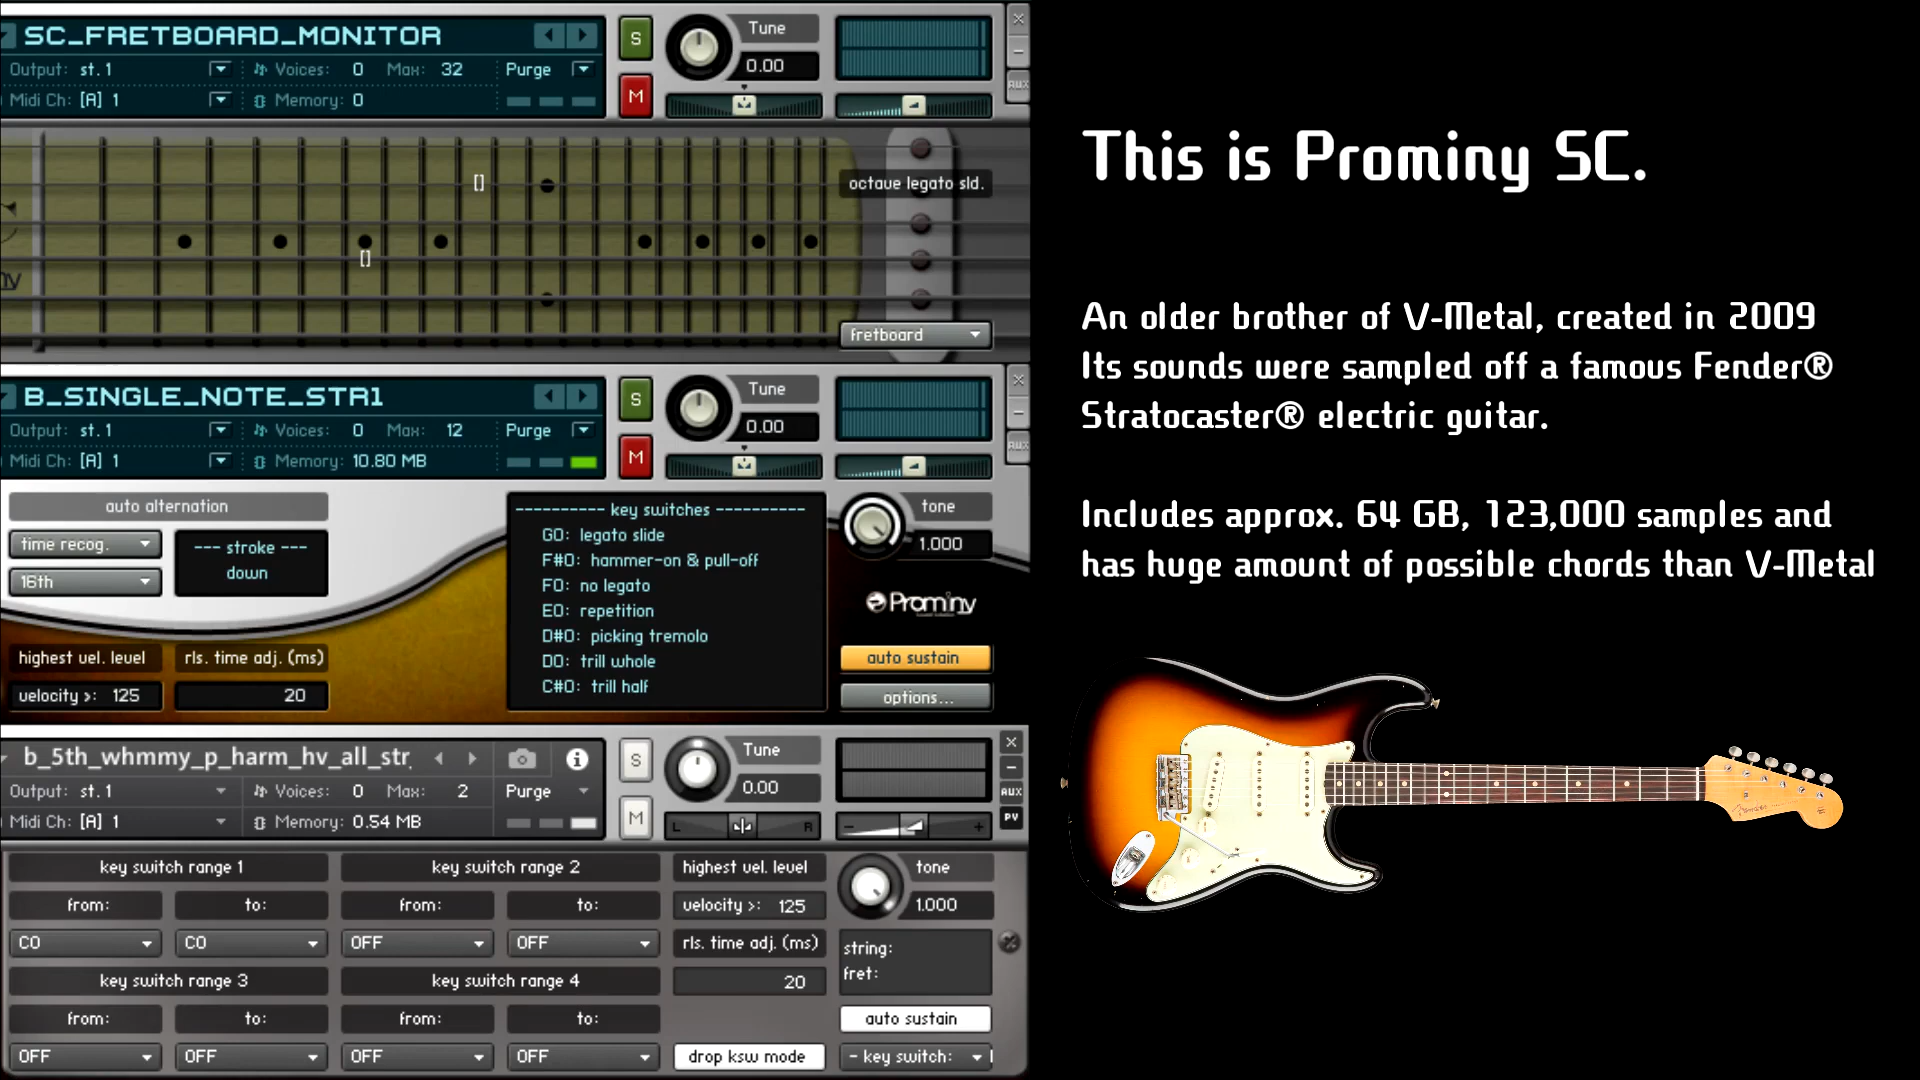 SC_FRETBOARD_MONITOR
S
Tune
0.00
Output: st.1
Voices: 0 Max: 32
Purge
Midi Ch: [A] 1
Memory: 0
M
AUX
[]
octave legato sld.
[]
fretboard
B_SINGLE_NOTE_STR1
S
Tune
0.00
Output: st.1
Voices: 0 Max: 12
Purge
Midi Ch: [A] 1
Memory: 10.80 MB
M
AUX
auto alternation
time recog.
16th
--- stroke ---
down
highest vel. level
velocity >: 125
rls. time adj. (ms)
20
---------- key switches ----------
G0: legato slide
F#0: hammer-on & pull-off
F0: no legato
E0: repetition
D#0: picking tremolo
D0: trill whole
C#0: trill half
tone
1.000
Prominy
auto sustain
options...
b_5th_whmmy_p_harm_hv_all_str
S
Tune
0.00
Output: st.1
Voices: 0 Max: 2
Purge
Midi Ch: [A] 1
Memory: 0.54 MB
M
L R
- +
AUX
PV
key switch range 1
key switch range 2
from: to: from: to:
C0 C0 OFF OFF
key switch range 3
key switch range 4
from: to: from: to:
OFF OFF OFF OFF
highest vel. level
velocity >: 125
rls. time adj. (ms)
20
drop ksw mode
tone
1.000
string:
fret:
auto sustain
- key switch:
This is Prominy SC.
An older brother of V-Metal, created in 2009
Its sounds were sampled off a famous Fender®
Stratocaster® electric guitar.
Includes approx. 64 GB, 123,000 samples and
has huge amount of possible chords than V-Metal